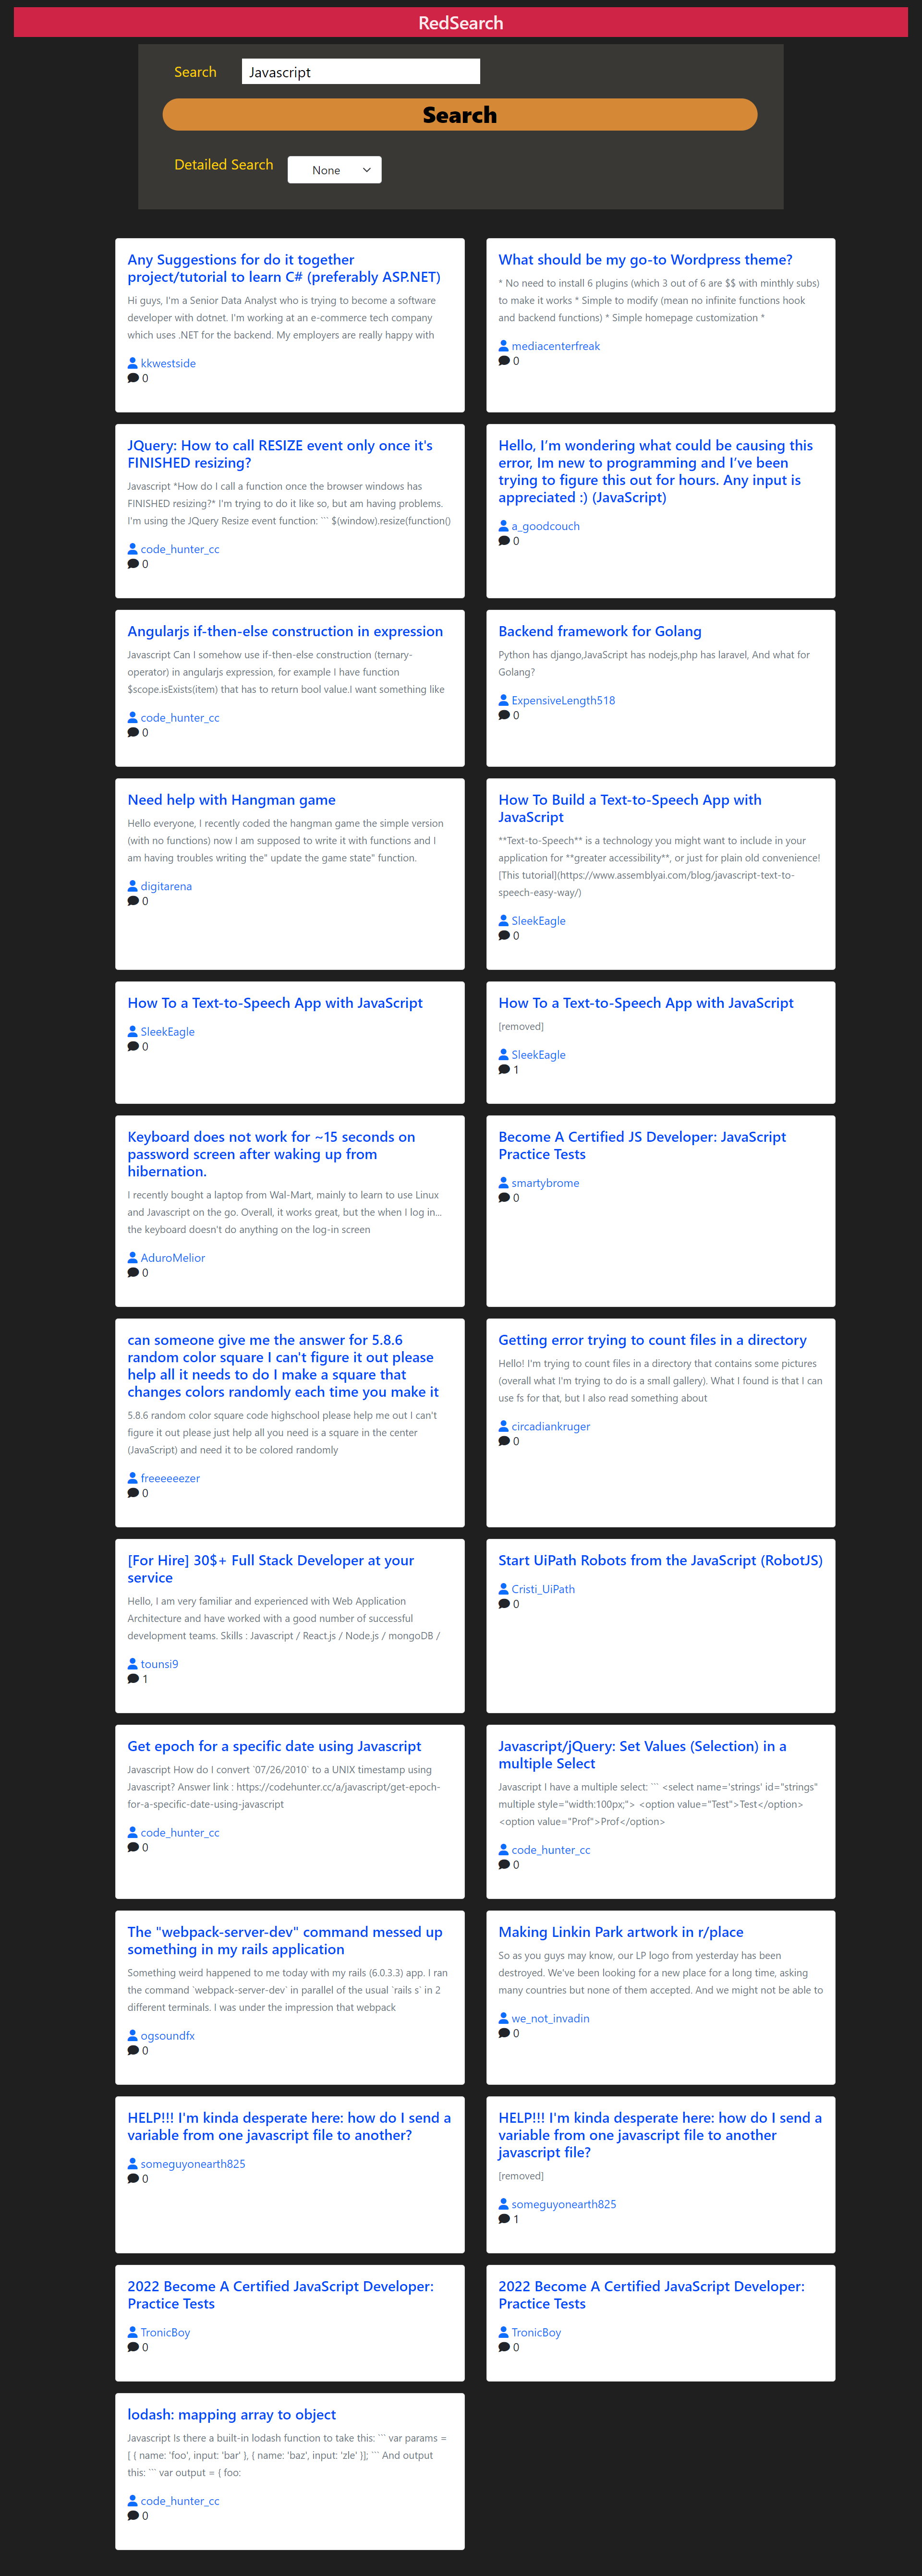 RedSearch
Search
Javascript
Search
Detailed Search
None
Any Suggestions for do it together
project/tutorial to learn C# (preferably ASP.NET)
Hi guys, I'm a Senior Data Analyst who is trying to become a software
developer with dotnet. I'm working at an e-commerce tech company
which uses .NET for the backend. My employers are really happy with
kkwestside
0
What should be my go-to Wordpress theme?
* No need to install 6 plugins (which 3 out of 6 are $$ with minthly subs)
to make it works * Simple to modify (mean no infinite functions hook
and backend functions) * Simple homepage customization *
mediacenterfreak
0
JQuery: How to call RESIZE event only once it's
FINISHED resizing?
Javascript *How do I call a function once the browser windows has
FINISHED resizing?* I'm trying to do it like so, but am having problems.
I'm using the JQuery Resize event function: ``` $(window).resize(function()
code_hunter_cc
0
Hello, I’m wondering what could be causing this
error, Im new to programming and I’ve been
trying to figure this out for hours. Any input is
appreciated :) (JavaScript)
a_goodcouch
0
Angularjs if-then-else construction in expression
Javascript Can I somehow use if-then-else construction (ternary-
operator) in angularjs expression, for example I have function
$scope.isExists(item) that has to return bool value.I want something like
code_hunter_cc
0
Backend framework for Golang
Python has django,JavaScript has nodejs,php has laravel, And what for
Golang?
ExpensiveLength518
0
Need help with Hangman game
Hello everyone, I recently coded the hangman game the simple version
(with no functions) now I am supposed to write it with functions and I
am having troubles writing the" update the game state" function.
digitarena
0
How To Build a Text-to-Speech App with
JavaScript
**Text-to-Speech** is a technology you might want to include in your
application for **greater accessibility**, or just for plain old convenience!
[This tutorial](https://www.assemblyai.com/blog/javascript-text-to-
speech-easy-way/)
SleekEagle
0
How To a Text-to-Speech App with JavaScript
SleekEagle
0
How To a Text-to-Speech App with JavaScript
[removed]
SleekEagle
1
Keyboard does not work for ~15 seconds on
password screen after waking up from
hibernation.
I recently bought a laptop from Wal-Mart, mainly to learn to use Linux
and Javascript on the go. Overall, it works great, but the when I log in...
the keyboard doesn't do anything on the log-in screen
AduroMelior
0
Become A Certified JS Developer: JavaScript
Practice Tests
smartybrome
0
can someone give me the answer for 5.8.6
random color square I can't figure it out please
help all it needs to do I make a square that
changes colors randomly each time you make it
5.8.6 random color square code highschool please help me out I can't
figure it out please just help all you need is a square in the center
(JavaScript) and need it to be colored randomly
freeeeeezer
0
Getting error trying to count files in a directory
Hello! I'm trying to count files in a directory that contains some pictures
(overall what I'm trying to do is a small gallery). What I found is that I can
use fs for that, but I also read something about
circadiankruger
0
[For Hire] 30$+ Full Stack Developer at your
service
Hello, I am very familiar and experienced with Web Application
Architecture and have worked with a good number of successful
development teams. Skills : Javascript / React.js / Node.js / mongoDB /
tounsi9
1
Start UiPath Robots from the JavaScript (RobotJS)
Cristi_UiPath
0
Get epoch for a specific date using Javascript
Javascript How do I convert `07/26/2010` to a UNIX timestamp using
Javascript? Answer link : https://codehunter.cc/a/javascript/get-epoch-
for-a-specific-date-using-javascript
code_hunter_cc
0
Javascript/jQuery: Set Values (Selection) in a
multiple Select
Javascript I have a multiple select: ``` <select name='strings' id="strings"
multiple style="width:100px;"> <option value="Test">Test</option>
<option value="Prof">Prof</option>
code_hunter_cc
0
The "webpack-server-dev" command messed up
something in my rails application
Something weird happened to me today with my rails (6.0.3.3) app. I ran
the command `webpack-server-dev` in parallel of the usual `rails s` in 2
different terminals. I was under the impression that webpack
ogsoundfx
0
Making Linkin Park artwork in r/place
So as you guys may know, our LP logo from yesterday has been
destroyed. We've been looking for a new place for a long time, asking
many countries but none of them accepted. And we might not be able to
we_not_invadin
0
HELP!!! I'm kinda desperate here: how do I send a
variable from one javascript file to another?
someguyonearth825
0
HELP!!! I'm kinda desperate here: how do I send a
variable from one javascript file to another
javascript file?
[removed]
someguyonearth825
1
2022 Become A Certified JavaScript Developer:
Practice Tests
TronicBoy
0
2022 Become A Certified JavaScript Developer:
Practice Tests
TronicBoy
0
lodash: mapping array to object
Javascript Is there a built-in lodash function to take this: ``` var params =
[ { name: 'foo', input: 'bar' }, { name: 'baz', input: 'zle' }]; ``` And output
this: ``` var output = { foo:
code_hunter_cc
0